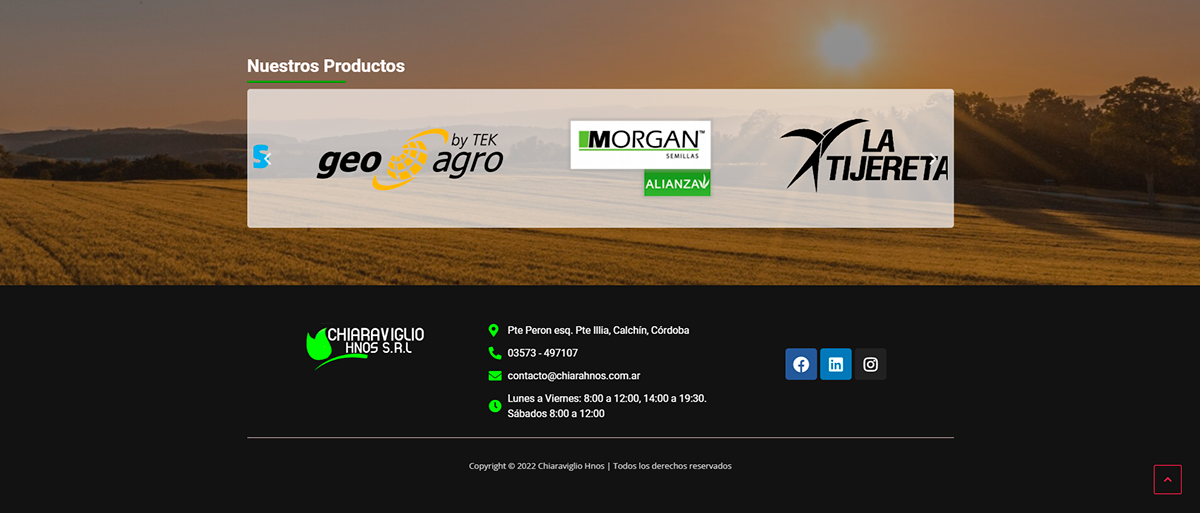 Nuestros Productos
S
geo agro
by TEK
MORGAN™
SEMILLAS
ALIANZA
LA
TIJERETA
CHIARAVIGLIO
HNOS S.R.L
Pte Peron esq. Pte Illia, Calchín, Córdoba
03573 - 497107
contacto@chiarahnos.com.ar
Lunes a Viernes: 8:00 a 12:00, 14:00 a 19:30.
Sábados 8:00 a 12:00
Copyright © 2022 Chiaraviglio Hnos | Todos los derechos reservados